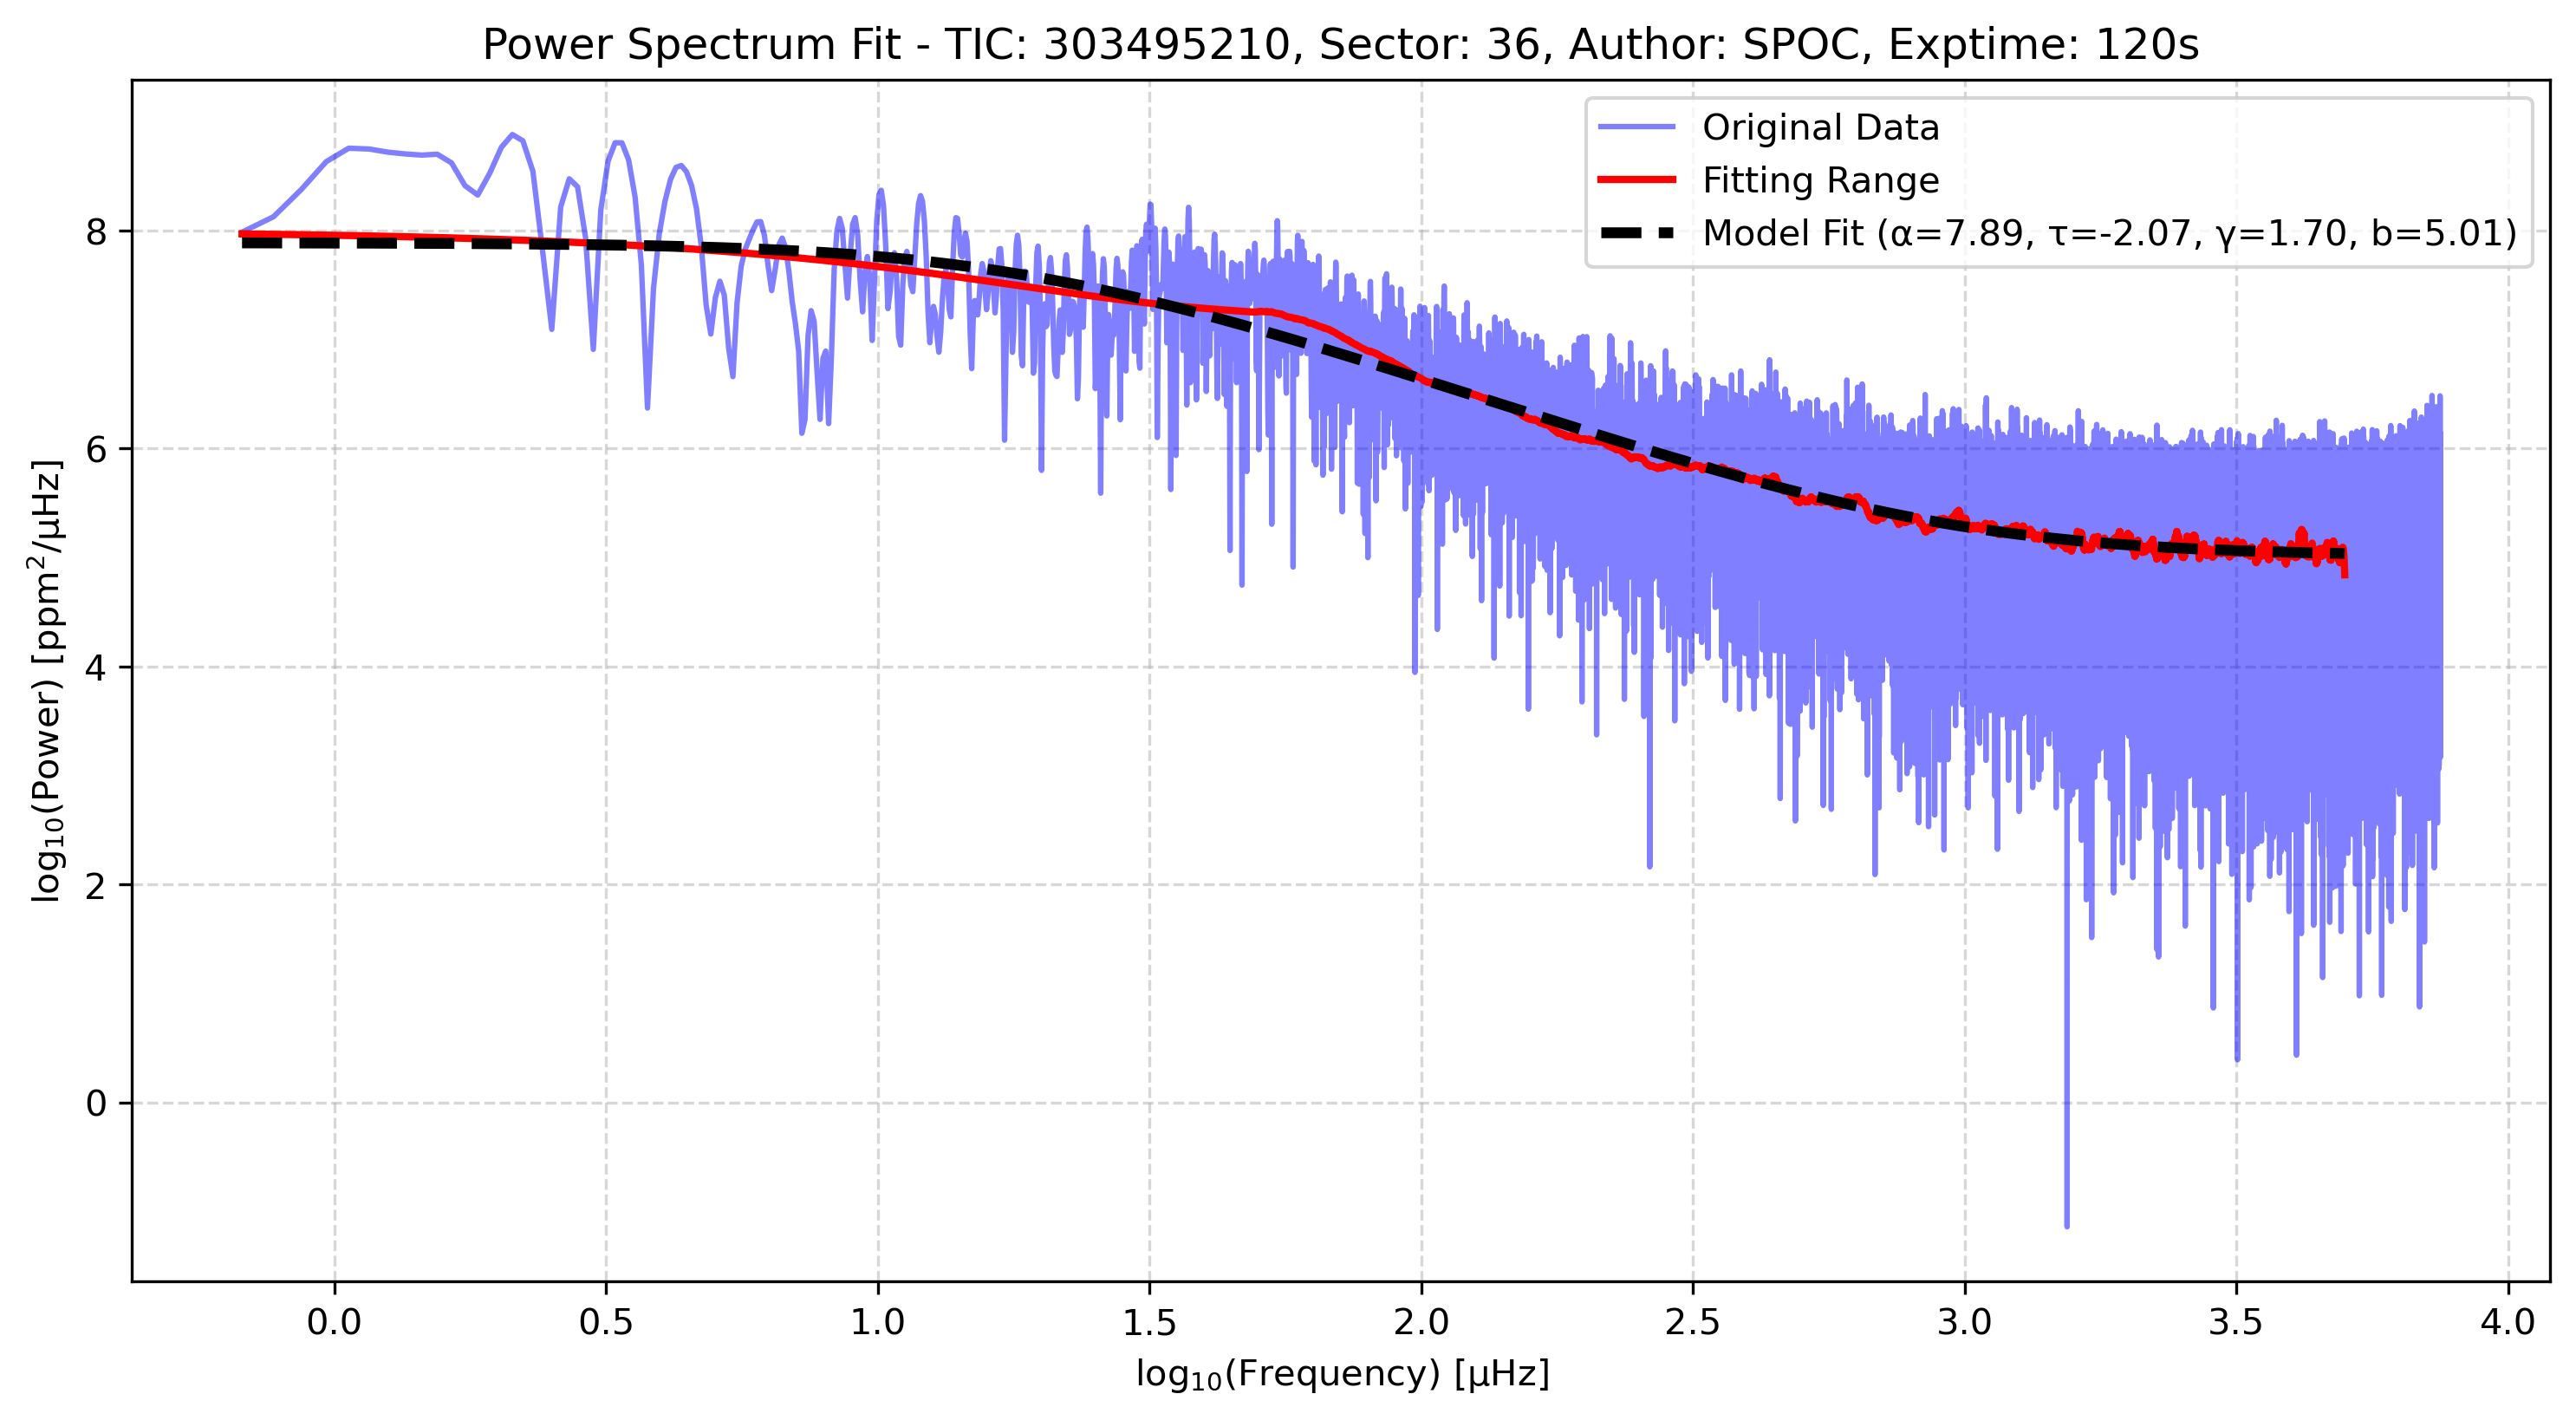 Power Spectrum Fit - TIC: 303495210, Sector: 36, Author: SPOC, Exptime: 120s
Original Data
Fitting Range
Model Fit (α=7.89, τ=-2.07, γ=1.70, b=5.01)
log₁₀(Power) [ppm²/μHz]
8
6
4
2
0
0.0 0.5 1.0 1.5 2.0 2.5 3.0 3.5 4.0
log₁₀(Frequency) [μHz]